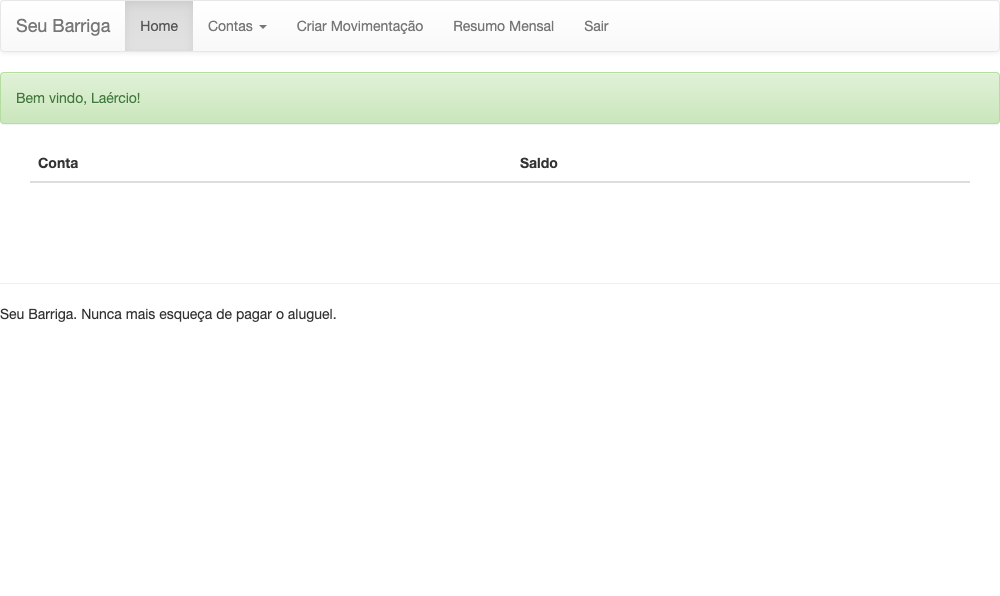 Seu Barriga Home Contas Criar Movimentação Resumo Mensal Sair
Bem vindo, Laércio!
Conta Saldo
Seu Barriga. Nunca mais esqueça de pagar o aluguel.